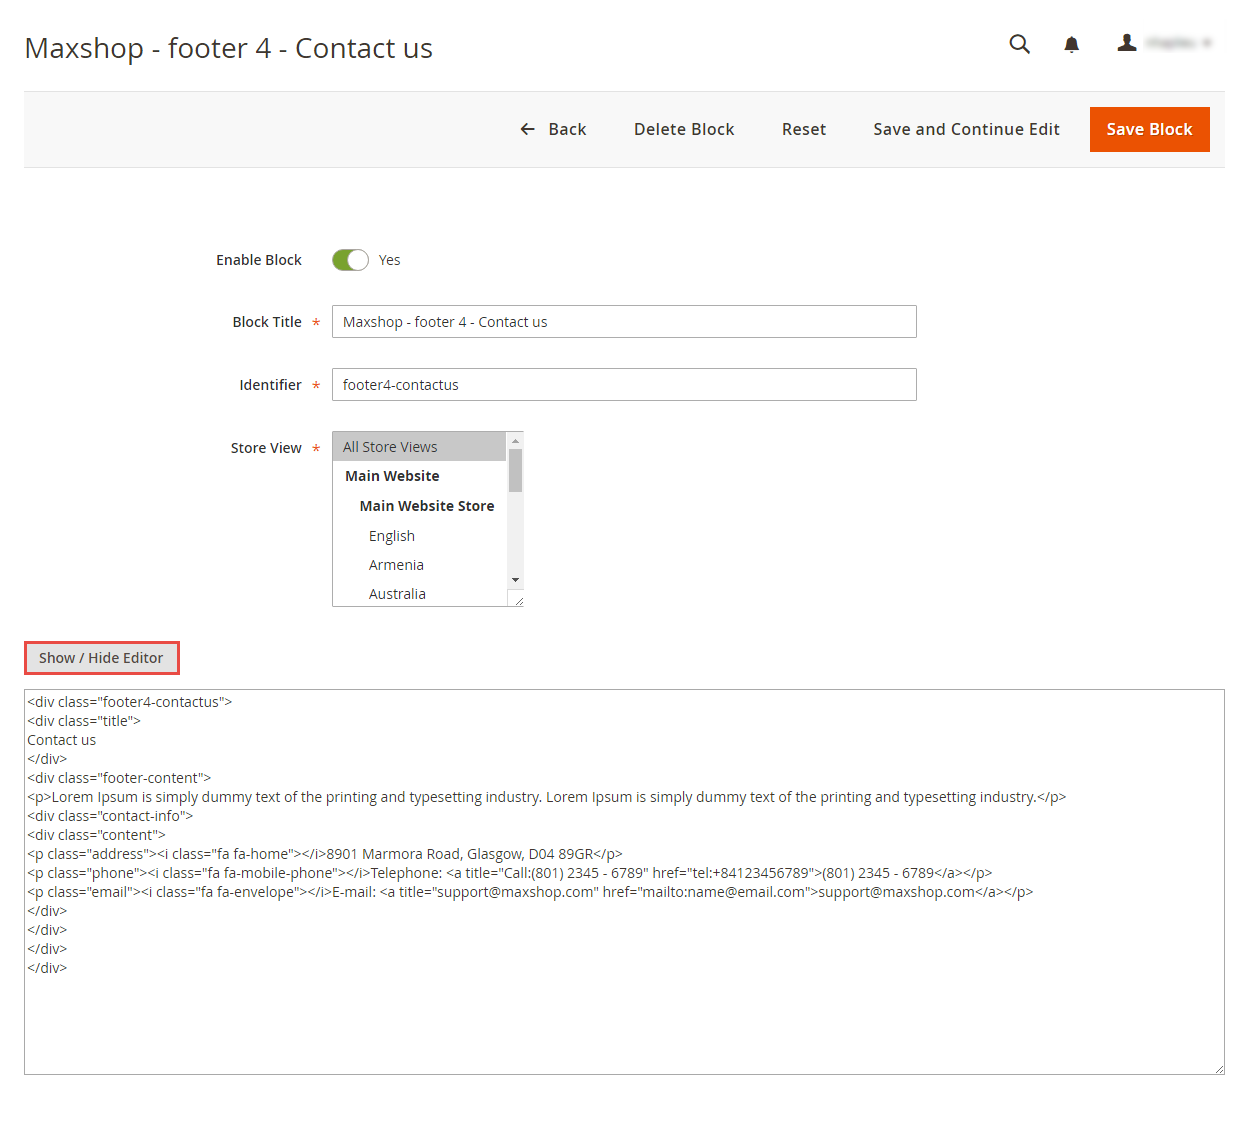 Maxshop - footer 4 - Contact us
Back
Delete Block
Reset
Save and Continue Edit
Save Block
Enable Block
Yes
Block Title *
Maxshop - footer 4 - Contact us
Identifier *
footer4-contactus
Store View *
All Store Views
Main Website
Main Website Store
English
Armenia
Australia
Show / Hide Editor
<div class="footer4-contactus">
<div class="title">
Contact us
</div>
<div class="footer-content">
<p>Lorem Ipsum is simply dummy text of the printing and typesetting industry. Lorem Ipsum is simply dummy text of the printing and typesetting industry.</p>
<div class="contact-info">
<div class="content">
<p class="address"><i class="fa fa-home"></i>8901 Marmora Road, Glasgow, D04 89GR</p>
<p class="phone"><i class="fa fa-mobile-phone"></i>Telephone: <a title="Call:(801) 2345 - 6789" href="tel:+84123456789">(801) 2345 - 6789</a></p>
<p class="email"><i class="fa fa-envelope"></i>E-mail: <a title="support@maxshop.com" href="mailto:name@email.com">support@maxshop.com</a></p>
</div>
</div>
</div>
</div>